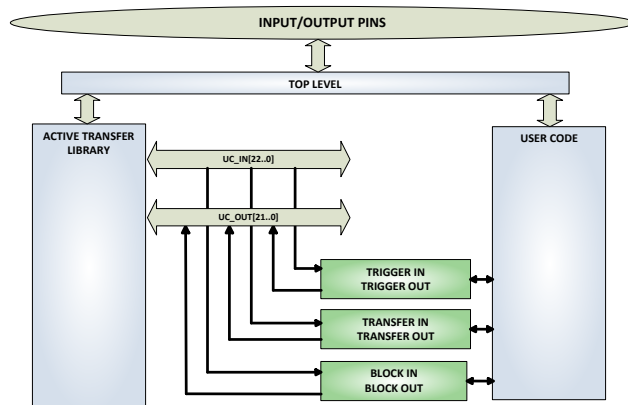 INPUT/OUTPUT PINS
TOP LEVEL
ACTIVE TRANSFER
LIBRARY
USER CODE
UC_IN[22..0]
UC_OUT[21..0]
TRIGGER IN
TRIGGER OUT
TRANSFER IN
TRANSFER OUT
BLOCK IN
BLOCK OUT